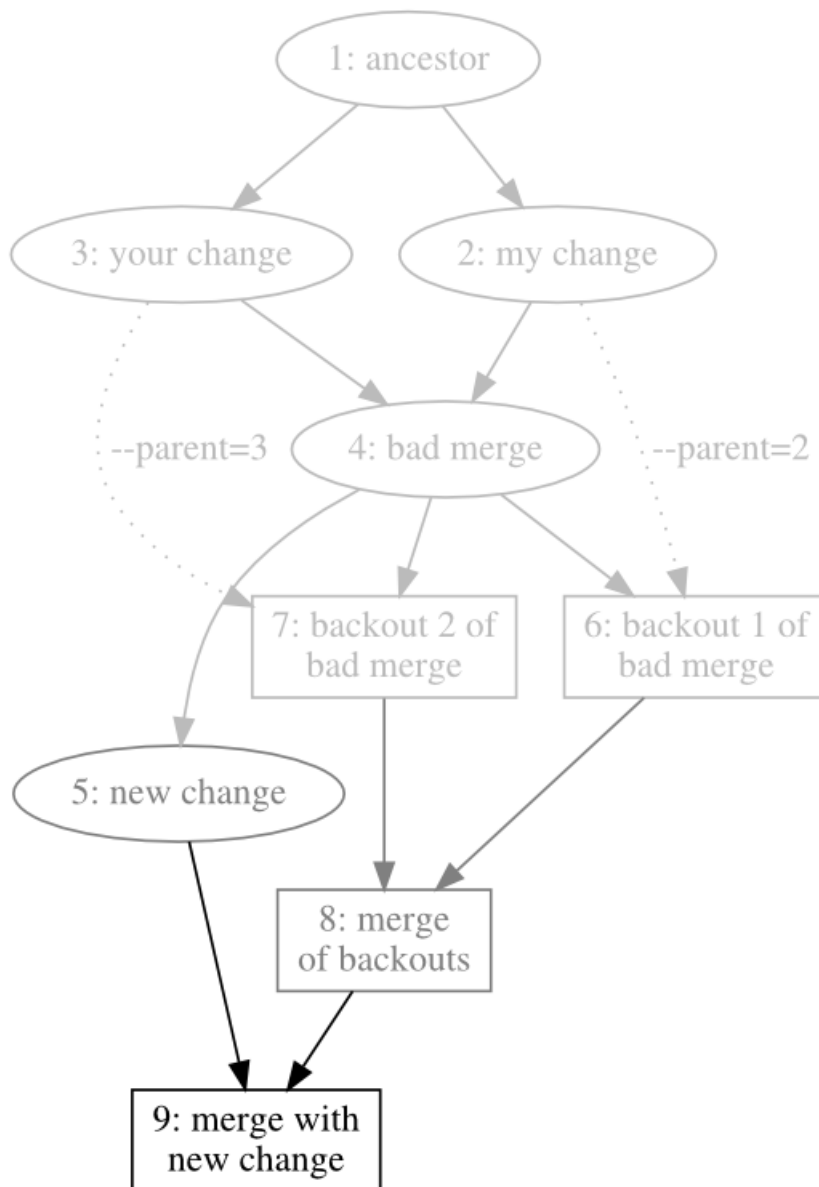 1: ancestor
3: your change
2: my change
--parent=3
4: bad merge
--parent=2
7: backout 2 of
bad merge
6: backout 1 of
bad merge
5: new change
8: merge
of backouts
9: merge with
new change